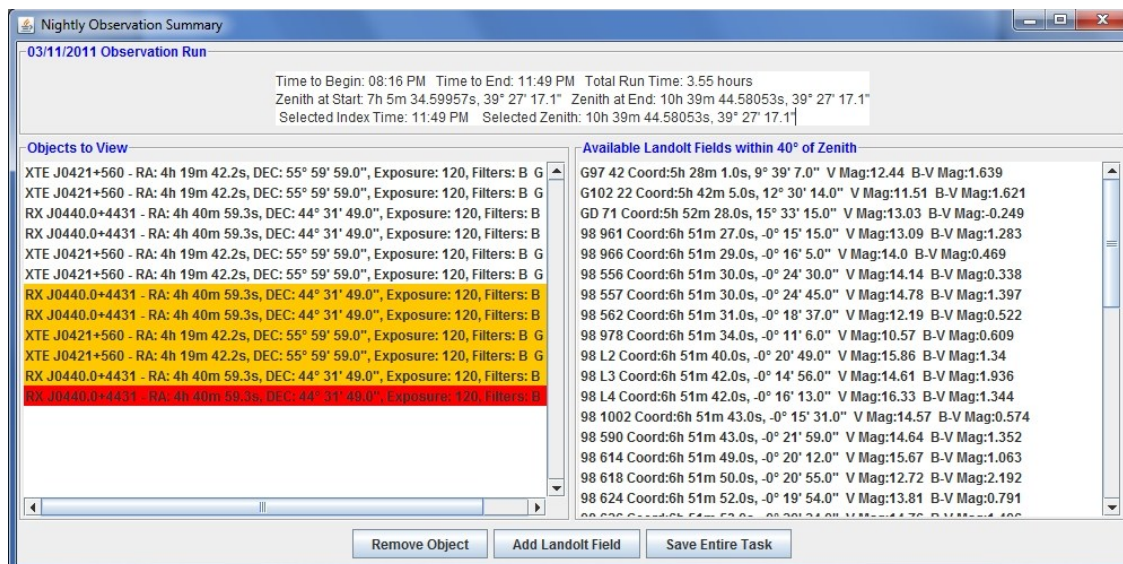 Nightly Observation Summary
03/11/2011 Observation Run
Time to Begin: 08:16 PM Time to End: 11:49 PM Total Run Time: 3.55 hours
Zenith at Start: 7h 5m 34.59957s, 39° 27' 17.1" Zenith at End: 10h 39m 44.58053s, 39° 27' 17.1"
Selected Index Time: 11:49 PM Selected Zenith: 10h 39m 44.58053s, 39° 27' 17.1"
Objects to View
XTE J0421+560 - RA: 4h 19m 42.2s, DEC: 55° 59' 59.0", Exposure: 120, Filters: B G
XTE J0421+560 - RA: 4h 19m 42.2s, DEC: 55° 59' 59.0", Exposure: 120, Filters: B G
RX J0440.0+4431 - RA: 4h 40m 59.3s, DEC: 44° 31' 49.0", Exposure: 120, Filters: B
RX J0440.0+4431 - RA: 4h 40m 59.3s, DEC: 44° 31' 49.0", Exposure: 120, Filters: B
XTE J0421+560 - RA: 4h 19m 42.2s, DEC: 55° 59' 59.0", Exposure: 120, Filters: B G
XTE J0421+560 - RA: 4h 19m 42.2s, DEC: 55° 59' 59.0", Exposure: 120, Filters: B G
RX J0440.0+4431 - RA: 4h 40m 59.3s, DEC: 44° 31' 49.0", Exposure: 120, Filters: B
RX J0440.0+4431 - RA: 4h 40m 59.3s, DEC: 44° 31' 49.0", Exposure: 120, Filters: B
XTE J0421+560 - RA: 4h 19m 42.2s, DEC: 55° 59' 59.0", Exposure: 120, Filters: B G
XTE J0421+560 - RA: 4h 19m 42.2s, DEC: 55° 59' 59.0", Exposure: 120, Filters: B G
RX J0440.0+4431 - RA: 4h 40m 59.3s, DEC: 44° 31' 49.0", Exposure: 120, Filters: B
RX J0440.0+4431 - RA: 4h 40m 59.3s, DEC: 44° 31' 49.0", Exposure: 120, Filters: B
Available Landolt Fields within 40° of Zenith
G97 42 Coord:5h 28m 1.0s, 9° 39' 7.0" V Mag:12.44 B-V Mag:1.639
G102 22 Coord:5h 42m 5.0s, 12° 30' 14.0" V Mag:11.51 B-V Mag:1.621
GD 71 Coord:5h 52m 28.0s, 15° 33' 15.0" V Mag:13.03 B-V Mag:-0.249
98 961 Coord:6h 51m 27.0s, -0° 15' 15.0" V Mag:13.09 B-V Mag:1.283
98 966 Coord:6h 51m 29.0s, -0° 16' 5.0" V Mag:14.0 B-V Mag:0.469
98 556 Coord:6h 51m 30.0s, -0° 24' 30.0" V Mag:14.14 B-V Mag:0.338
98 557 Coord:6h 51m 30.0s, -0° 24' 45.0" V Mag:14.78 B-V Mag:1.397
98 562 Coord:6h 51m 31.0s, -0° 18' 37.0" V Mag:12.19 B-V Mag:0.522
98 978 Coord:6h 51m 34.0s, -0° 11' 6.0" V Mag:10.57 B-V Mag:0.609
98 L2 Coord:6h 51m 40.0s, -0° 20' 49.0" V Mag:15.86 B-V Mag:1.34
98 L3 Coord:6h 51m 42.0s, -0° 14' 56.0" V Mag:14.61 B-V Mag:1.936
98 L4 Coord:6h 51m 42.0s, -0° 16' 13.0" V Mag:16.33 B-V Mag:1.344
98 1002 Coord:6h 51m 43.0s, -0° 15' 31.0" V Mag:14.57 B-V Mag:0.574
98 590 Coord:6h 51m 43.0s, -0° 21' 59.0" V Mag:14.64 B-V Mag:1.352
98 614 Coord:6h 51m 49.0s, -0° 20' 12.0" V Mag:15.67 B-V Mag:1.063
98 618 Coord:6h 51m 50.0s, -0° 20' 55.0" V Mag:12.72 B-V Mag:2.192
98 624 Coord:6h 51m 52.0s, -0° 19' 54.0" V Mag:13.81 B-V Mag:0.791
Remove Object
Add Landolt Field
Save Entire Task